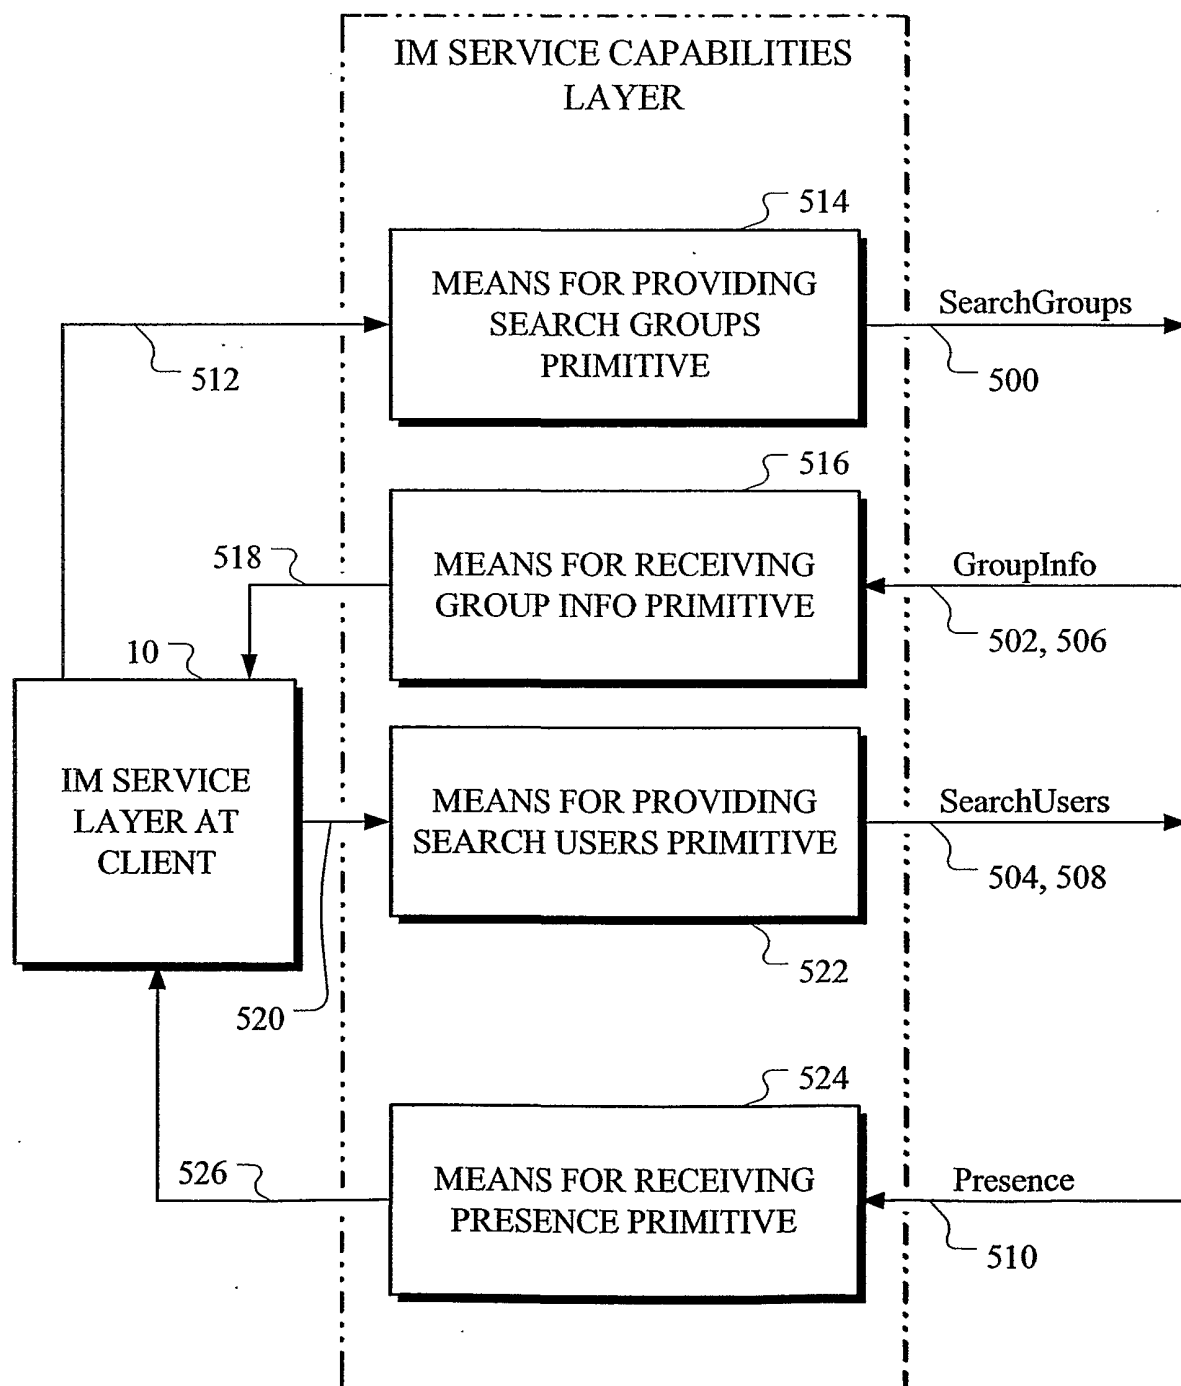 IM SERVICE CAPABILITIES
LAYER
514
MEANS FOR PROVIDING
SEARCH GROUPS
PRIMITIVE
SearchGroups
512
500
516
MEANS FOR RECEIVING
GROUP INFO PRIMITIVE
518
GroupInfo
502, 506
10
IM SERVICE
LAYER AT
CLIENT
MEANS FOR PROVIDING
SEARCH USERS PRIMITIVE
SearchUsers
504, 508
522
520
524
MEANS FOR RECEIVING
PRESENCE PRIMITIVE
526
Presence
510